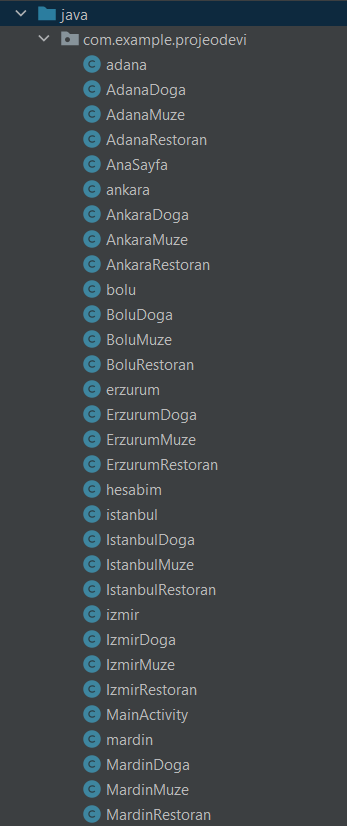 java
com.example.projeodevi
adana
AdanaDoga
AdanaMuze
AdanaRestoran
AnaSayfa
ankara
AnkaraDoga
AnkaraMuze
AnkaraRestoran
bolu
BoluDoga
BoluMuze
BoluRestoran
erzurum
ErzurumDoga
ErzurumMuze
ErzurumRestoran
hesabim
istanbul
IstanbulDoga
IstanbulMuze
IstanbulRestoran
izmir
IzmirDoga
IzmirMuze
IzmirRestoran
MainActivity
mardin
MardinDoga
MardinMuze
MardinRestoran